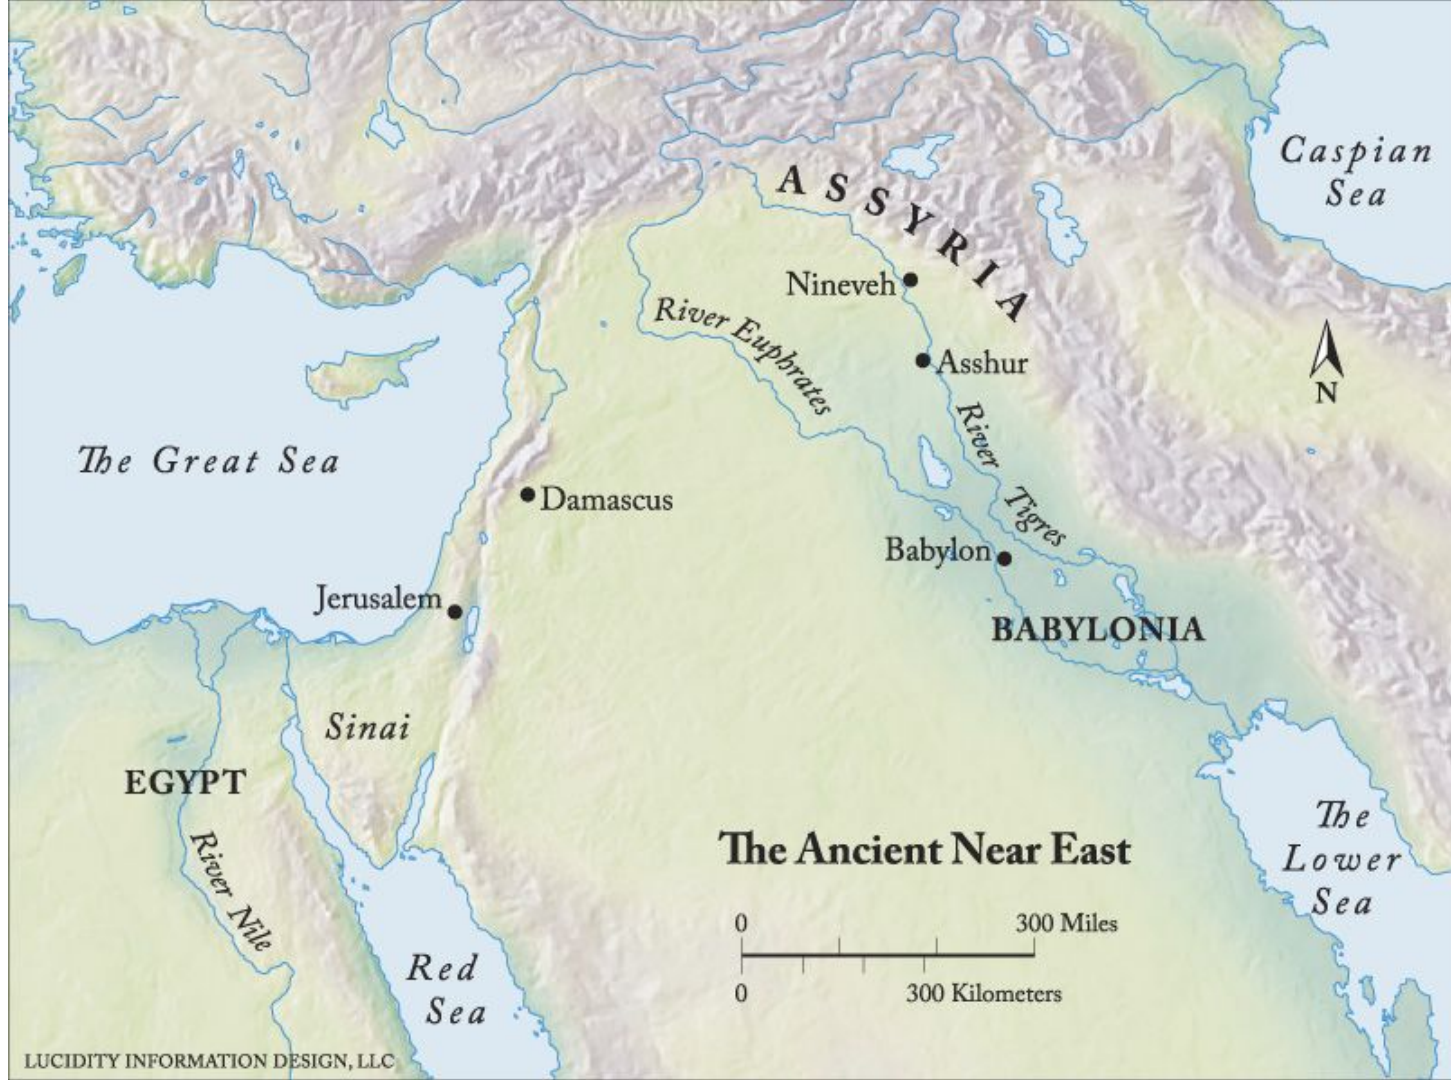 Caspian
Sea
ASSYRIA
Nineveh
River Euphrates
Asshur
N
River
Tigres
The Great Sea
Damascus
Babylon
Jerusalem
BABYLONIA
Sinai
EGYPT
River Nile
The
Lower
Sea
The Ancient Near East
0 300 Miles
0 300 Kilometers
Red
Sea
LUCIDITY INFORMATION DESIGN, LLC